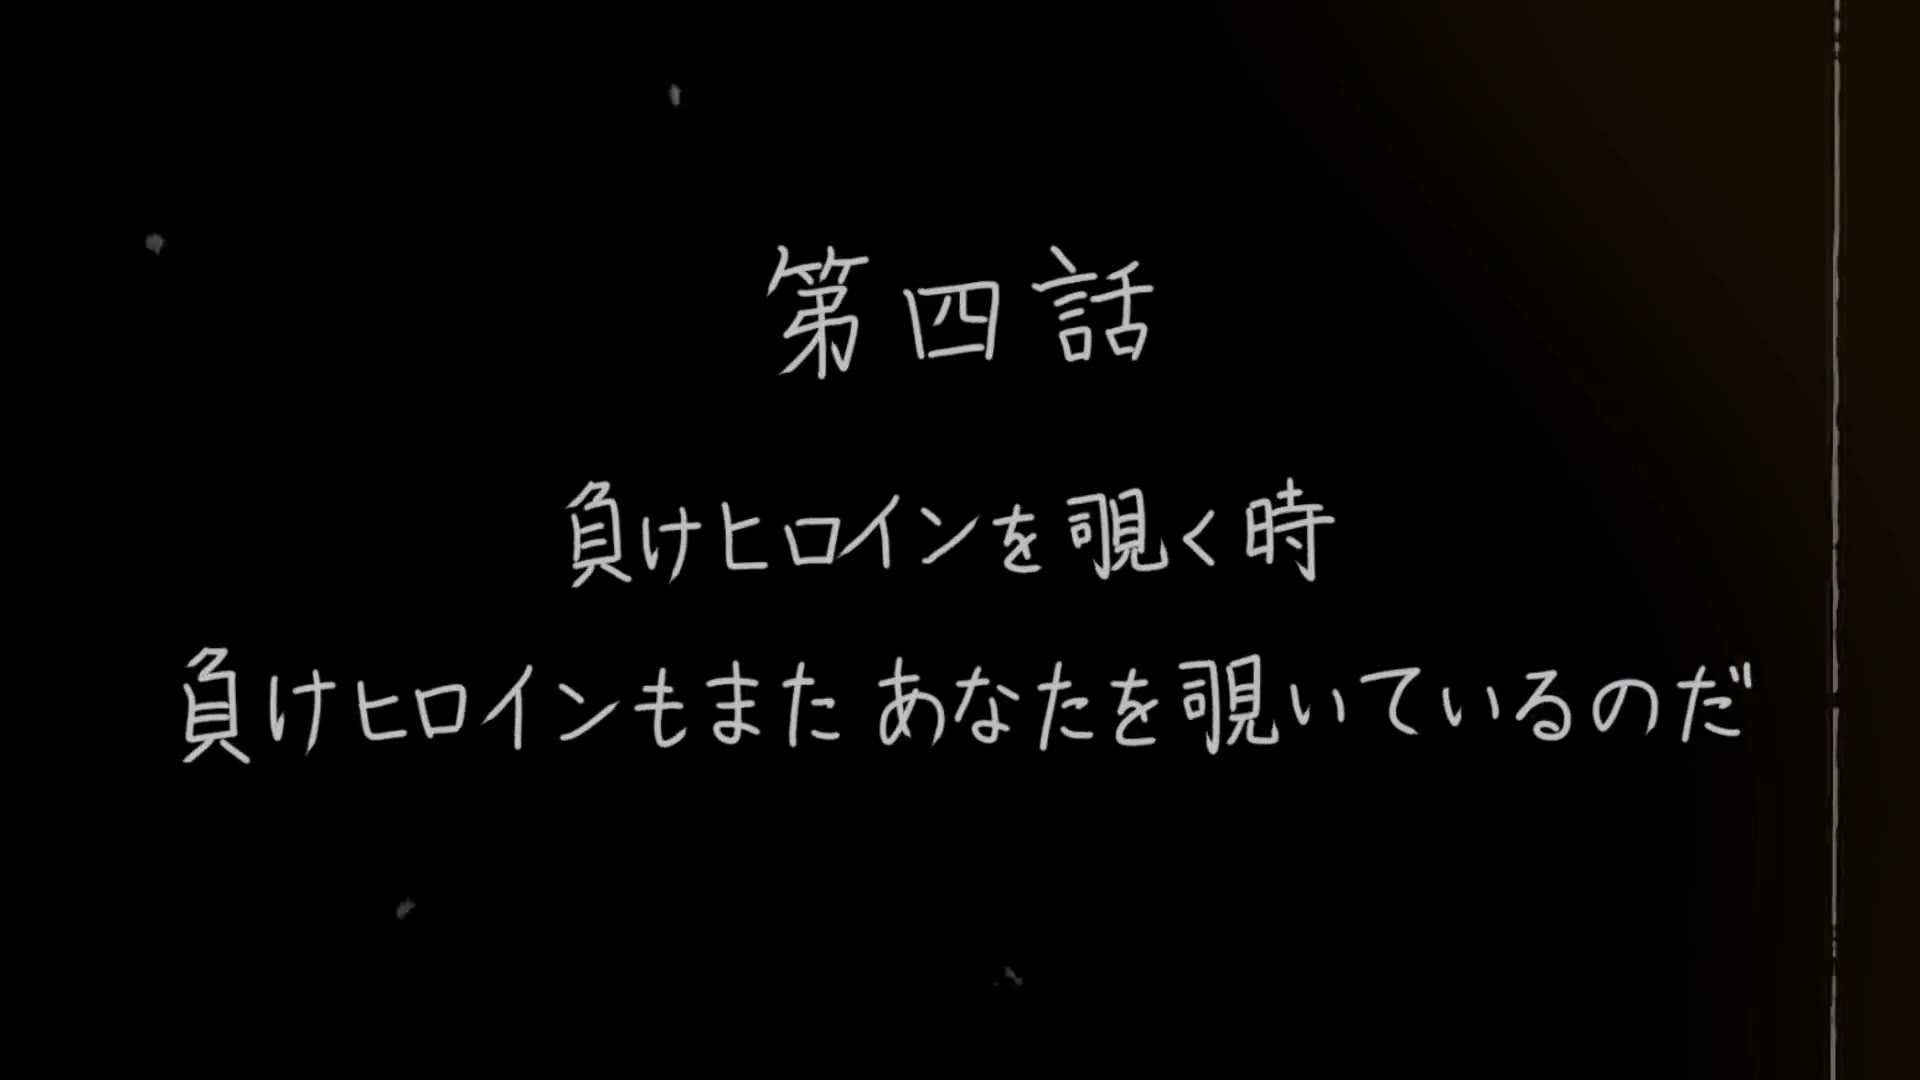 第四話
負けヒロインを覗く時
負けヒロインもまた あなたを覗いているのだ